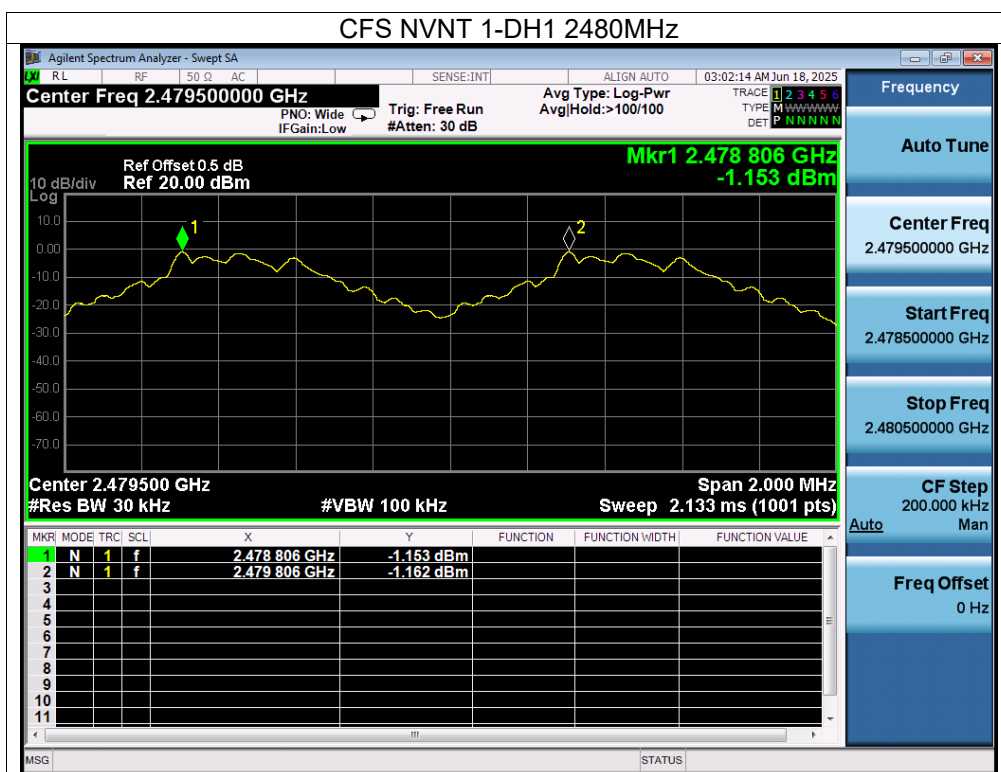 CFS NVNT 1-DH1 2480MHz
Agilent Spectrum Analyzer - Swept SA
LXI RL RF 50 Ω AC SENSE:INT ALIGN AUTO 03:02:14 AM Jun 18, 2025
Center Freq 2.479500000 GHz
PNO: Wide
IFGain:Low
Trig: Free Run
#Atten: 30 dB
Avg Type: Log-Pwr
Avg|Hold:>100/100
TRACE 1 2 3 4 5 6
TYPE M WWWWW
DET P N N N N N
Mkr1 2.478 806 GHz
-1.153 dBm
Ref Offset 0.5 dB
10 dB/div Ref 20.00 dBm
Log
10.0
0.00
-10.0
-20.0
-30.0
-40.0
-50.0
-60.0
-70.0
1
2
Center 2.479500 GHz Span 2.000 MHz
#Res BW 30 kHz #VBW 100 kHz Sweep 2.133 ms (1001 pts)
MKR MODE TRC SCL X Y FUNCTION FUNCTION WIDTH FUNCTION VALUE
1 N 1 f 2.478 806 GHz -1.153 dBm
2 N 1 f 2.479 806 GHz -1.162 dBm
3
4
5
6
7
8
9
10
11
MSG STATUS
Frequency
Auto Tune
Center Freq
2.479500000 GHz
Start Freq
2.478500000 GHz
Stop Freq
2.480500000 GHz
CF Step
200.000 kHz
Auto Man
Freq Offset
0 Hz